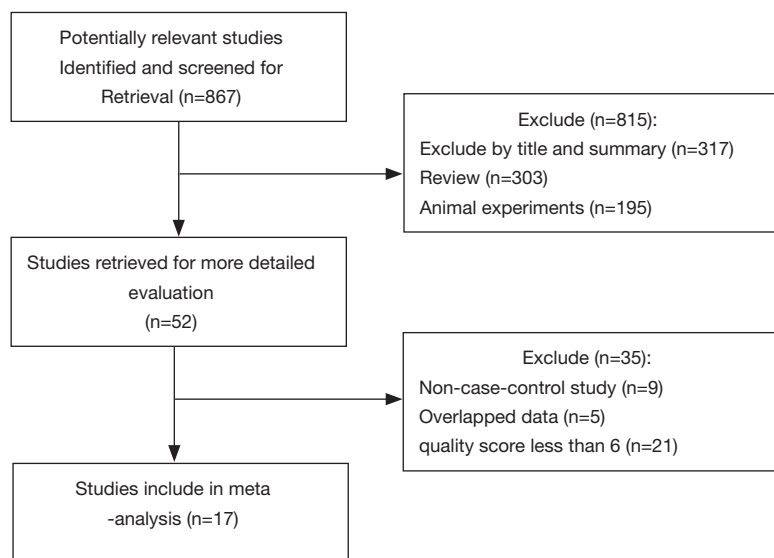 Potentially relevant studies
Identified and screened for
Retrieval (n=867)
Exclude (n=815):
Exclude by title and summary (n=317)
Review (n=303)
Animal experiments (n=195)
Studies retrieved for more detailed
evaluation
(n=52)
Exclude (n=35):
Non-case-control study (n=9)
Overlapped data (n=5)
quality score less than 6 (n=21)
Studies include in meta
-analysis (n=17)